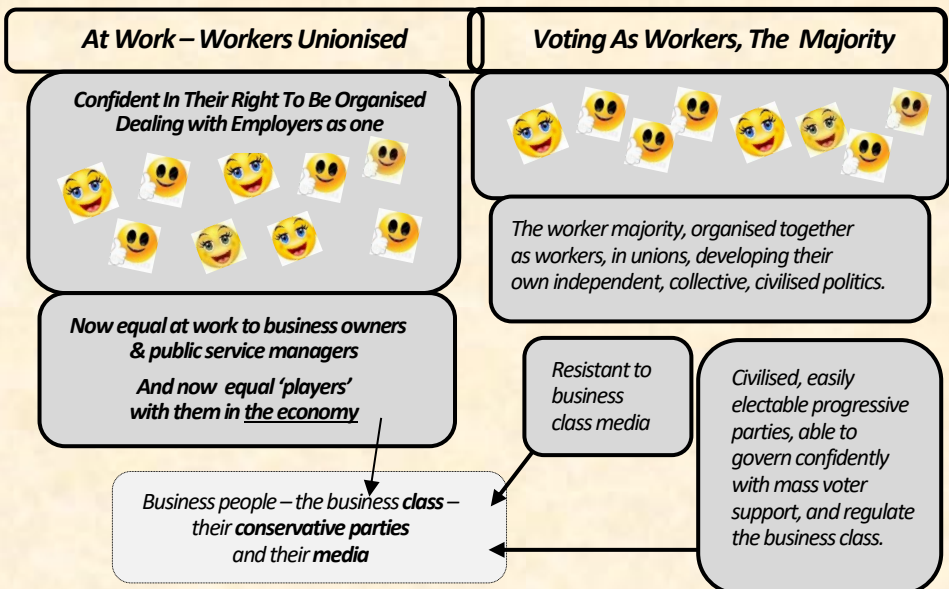 At Work – Workers Unionised
Voting As Workers, The Majority
Confident In Their Right To Be Organised
Dealing with Employers as one
Now equal at work to business owners
& public service managers
And now equal ‘players’
with them in the economy
The worker majority, organised together
as workers, in unions, developing their
own independent, collective, civilised politics.
Resistant to
business
class media
Civilised, easily
electable progressive
parties, able to
govern confidently
with mass voter
support, and regulate
the business class.
Business people – the business class –
their conservative parties
and their media